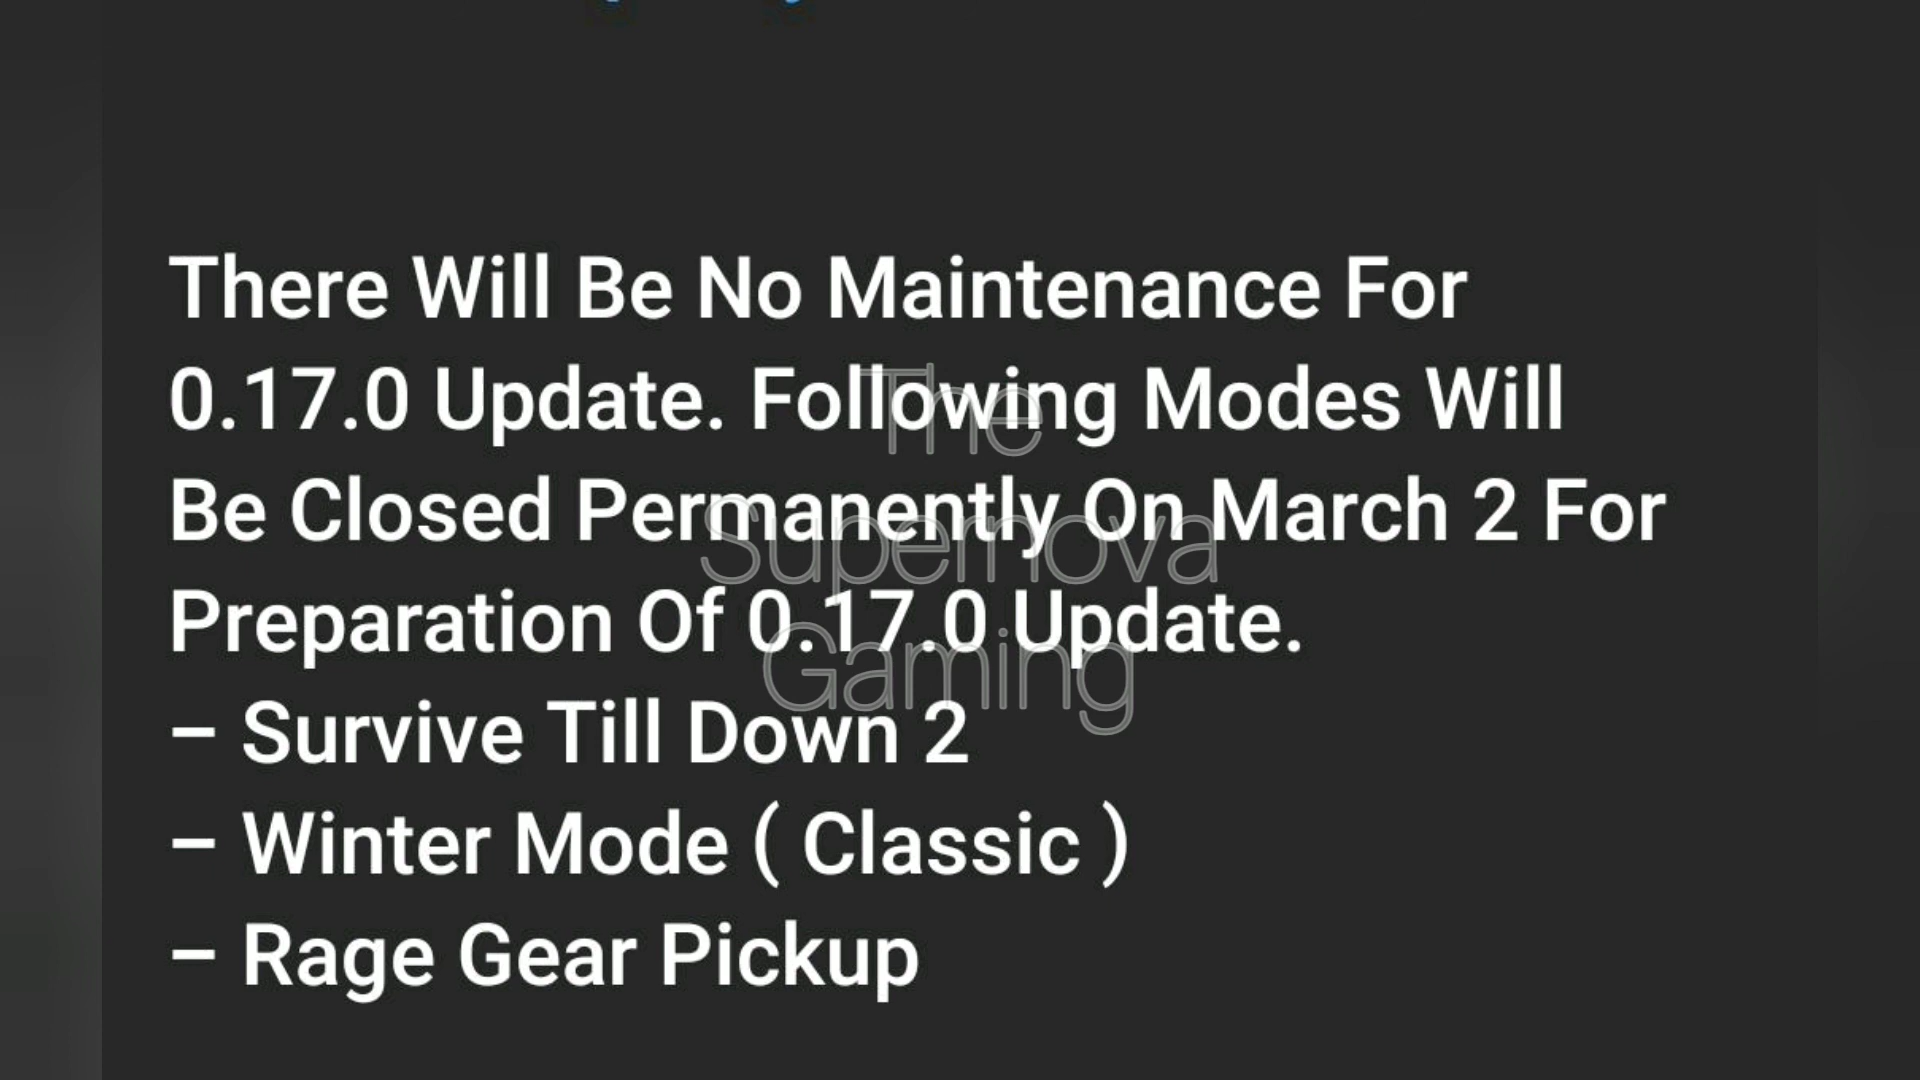 There Will Be No Maintenance For
0.17.0 Update. Following Modes Will
Be Closed Permanently On March 2 For
Preparation Of 0.17.0 Update.
– Survive Till Down 2
– Winter Mode ( Classic )
– Rage Gear Pickup
The
Supernova
Gaming